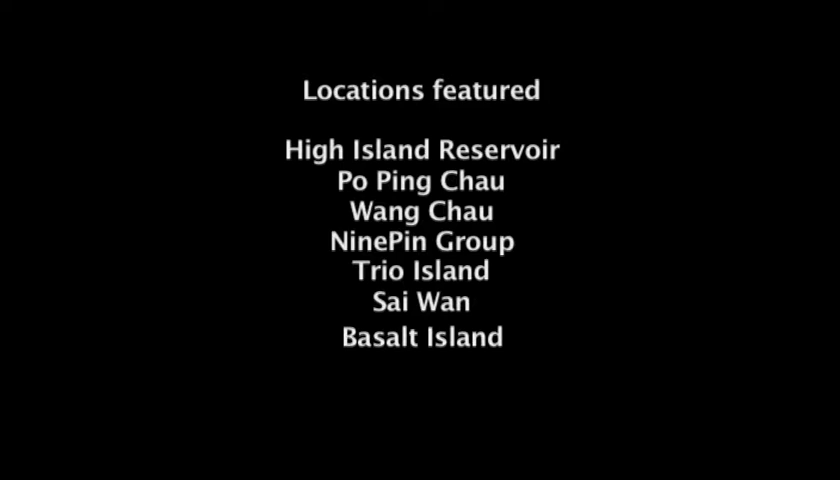 Locations featured
High Island Reservoir
Po Ping Chau
Wang Chau
NinePin Group
Trio Island
Sai Wan
Basalt Island